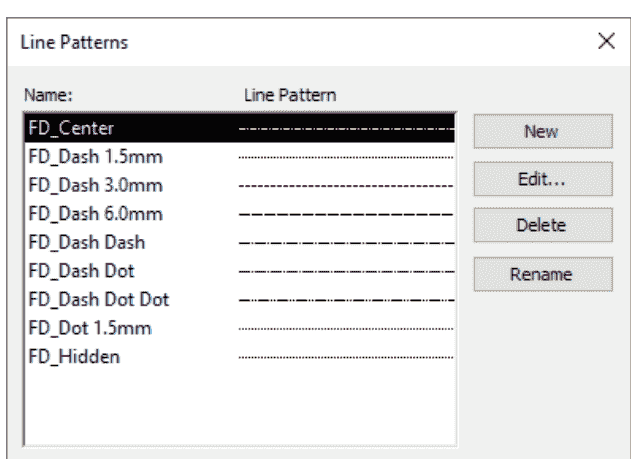 Line Patterns
Name: Line Pattern
FD_Center
FD_Dash 1.5mm
FD_Dash 3.0mm
FD_Dash 6.0mm
FD_Dash Dash
FD_Dash Dot
FD_Dash Dot Dot
FD_Dot 1.5mm
FD_Hidden
New
Edit...
Delete
Rename